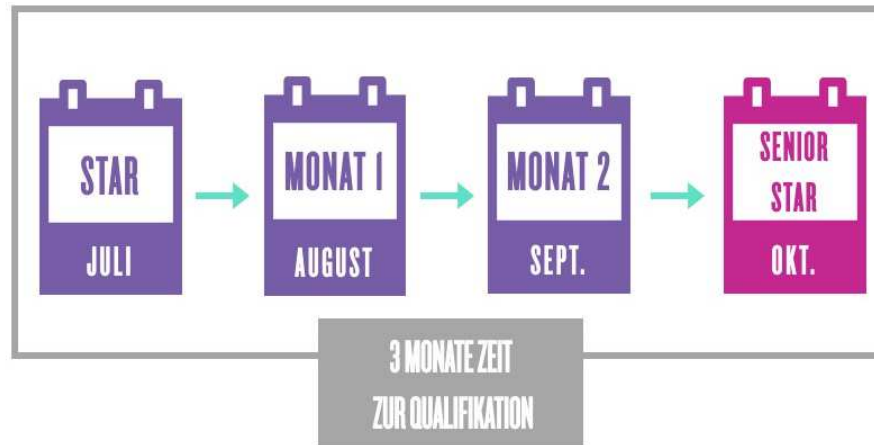 STAR
JULI
MONAT 1
AUGUST
MONAT 2
SEPT.
SENIOR
STAR
OKT.
3 MONATE ZEIT
ZUR QUALIFIKATION